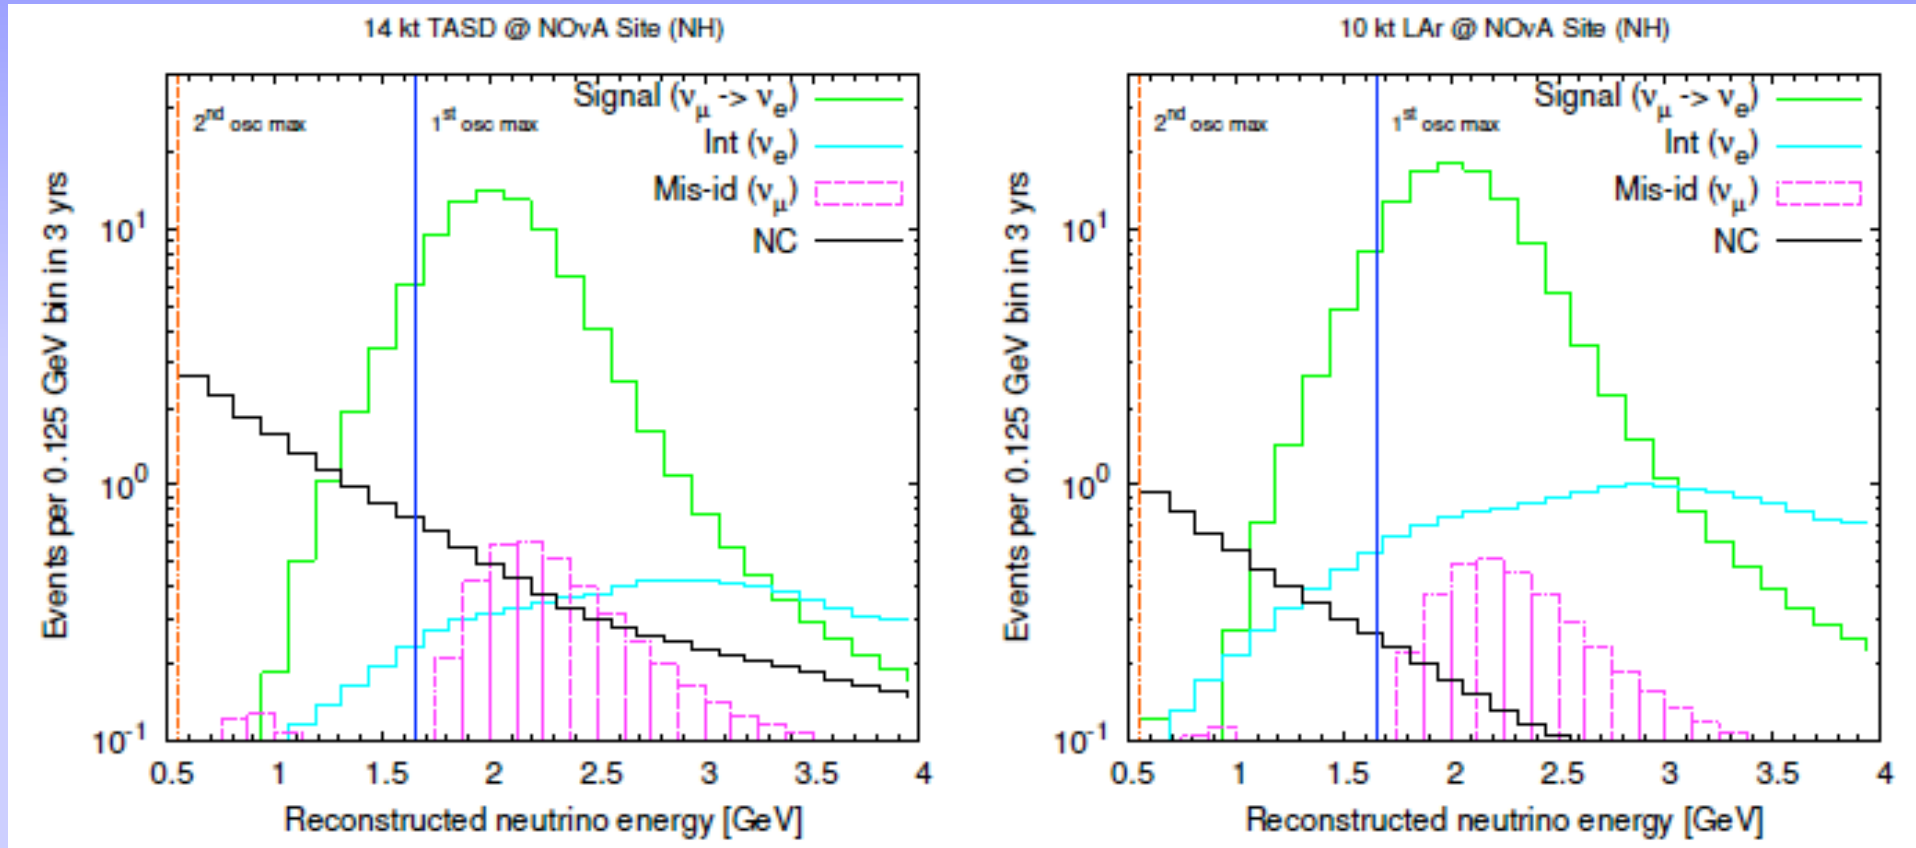 14 kt TASD @ NOvA Site (NH)
2nd osc max
1st osc max
Signal (νμ -> νe)
Int (νe)
Mis-id (νμ)
NC
Events per 0.125 GeV bin in 3 yrs
10^1
10^0
10^-1
0.5 1 1.5 2 2.5 3 3.5 4
Reconstructed neutrino energy [GeV]
10 kt LAr @ NOvA Site (NH)
2nd osc max
1st osc max
Signal (νμ -> νe)
Int (νe)
Mis-id (νμ)
NC
Events per 0.125 GeV bin in 3 yrs
10^1
10^0
10^-1
0.5 1 1.5 2 2.5 3 3.5 4
Reconstructed neutrino energy [GeV]